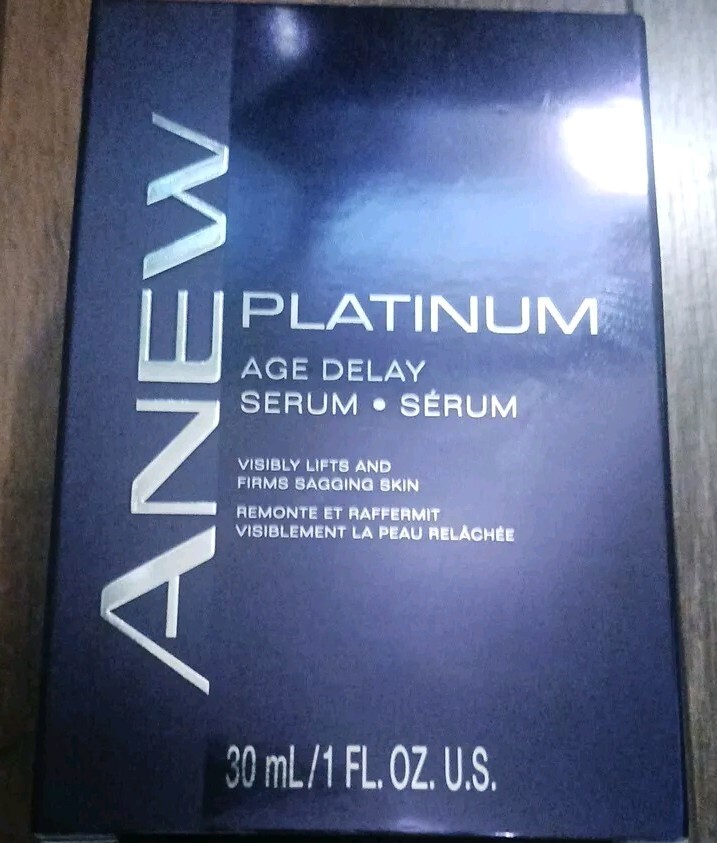 ANEW
PLATINUM
AGE DELAY
SERUM • SÉRUM
VISIBLY LIFTS AND
FIRMS SAGGING SKIN
REMONTE ET RAFFERMIT
VISIBLEMENT LA PEAU RELÂCHÉE
30 mL/1 FL. OZ. U.S.